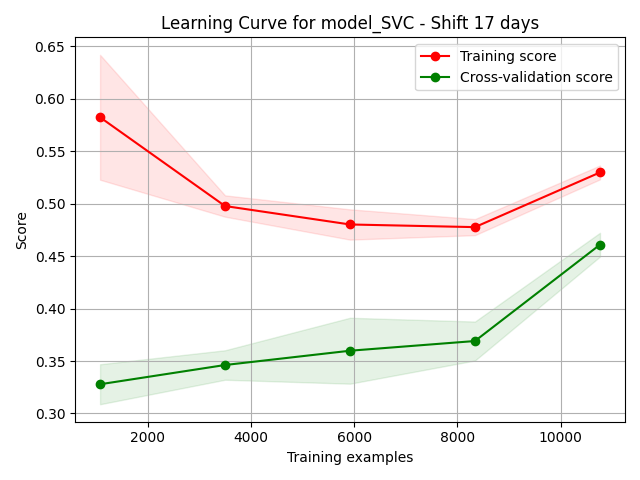 Learning Curve for model_SVC - Shift 17 days
Training score
Cross-validation score
Score
0.65
0.60
0.55
0.50
0.45
0.40
0.35
0.30
2000 4000 6000 8000 10000
Training examples